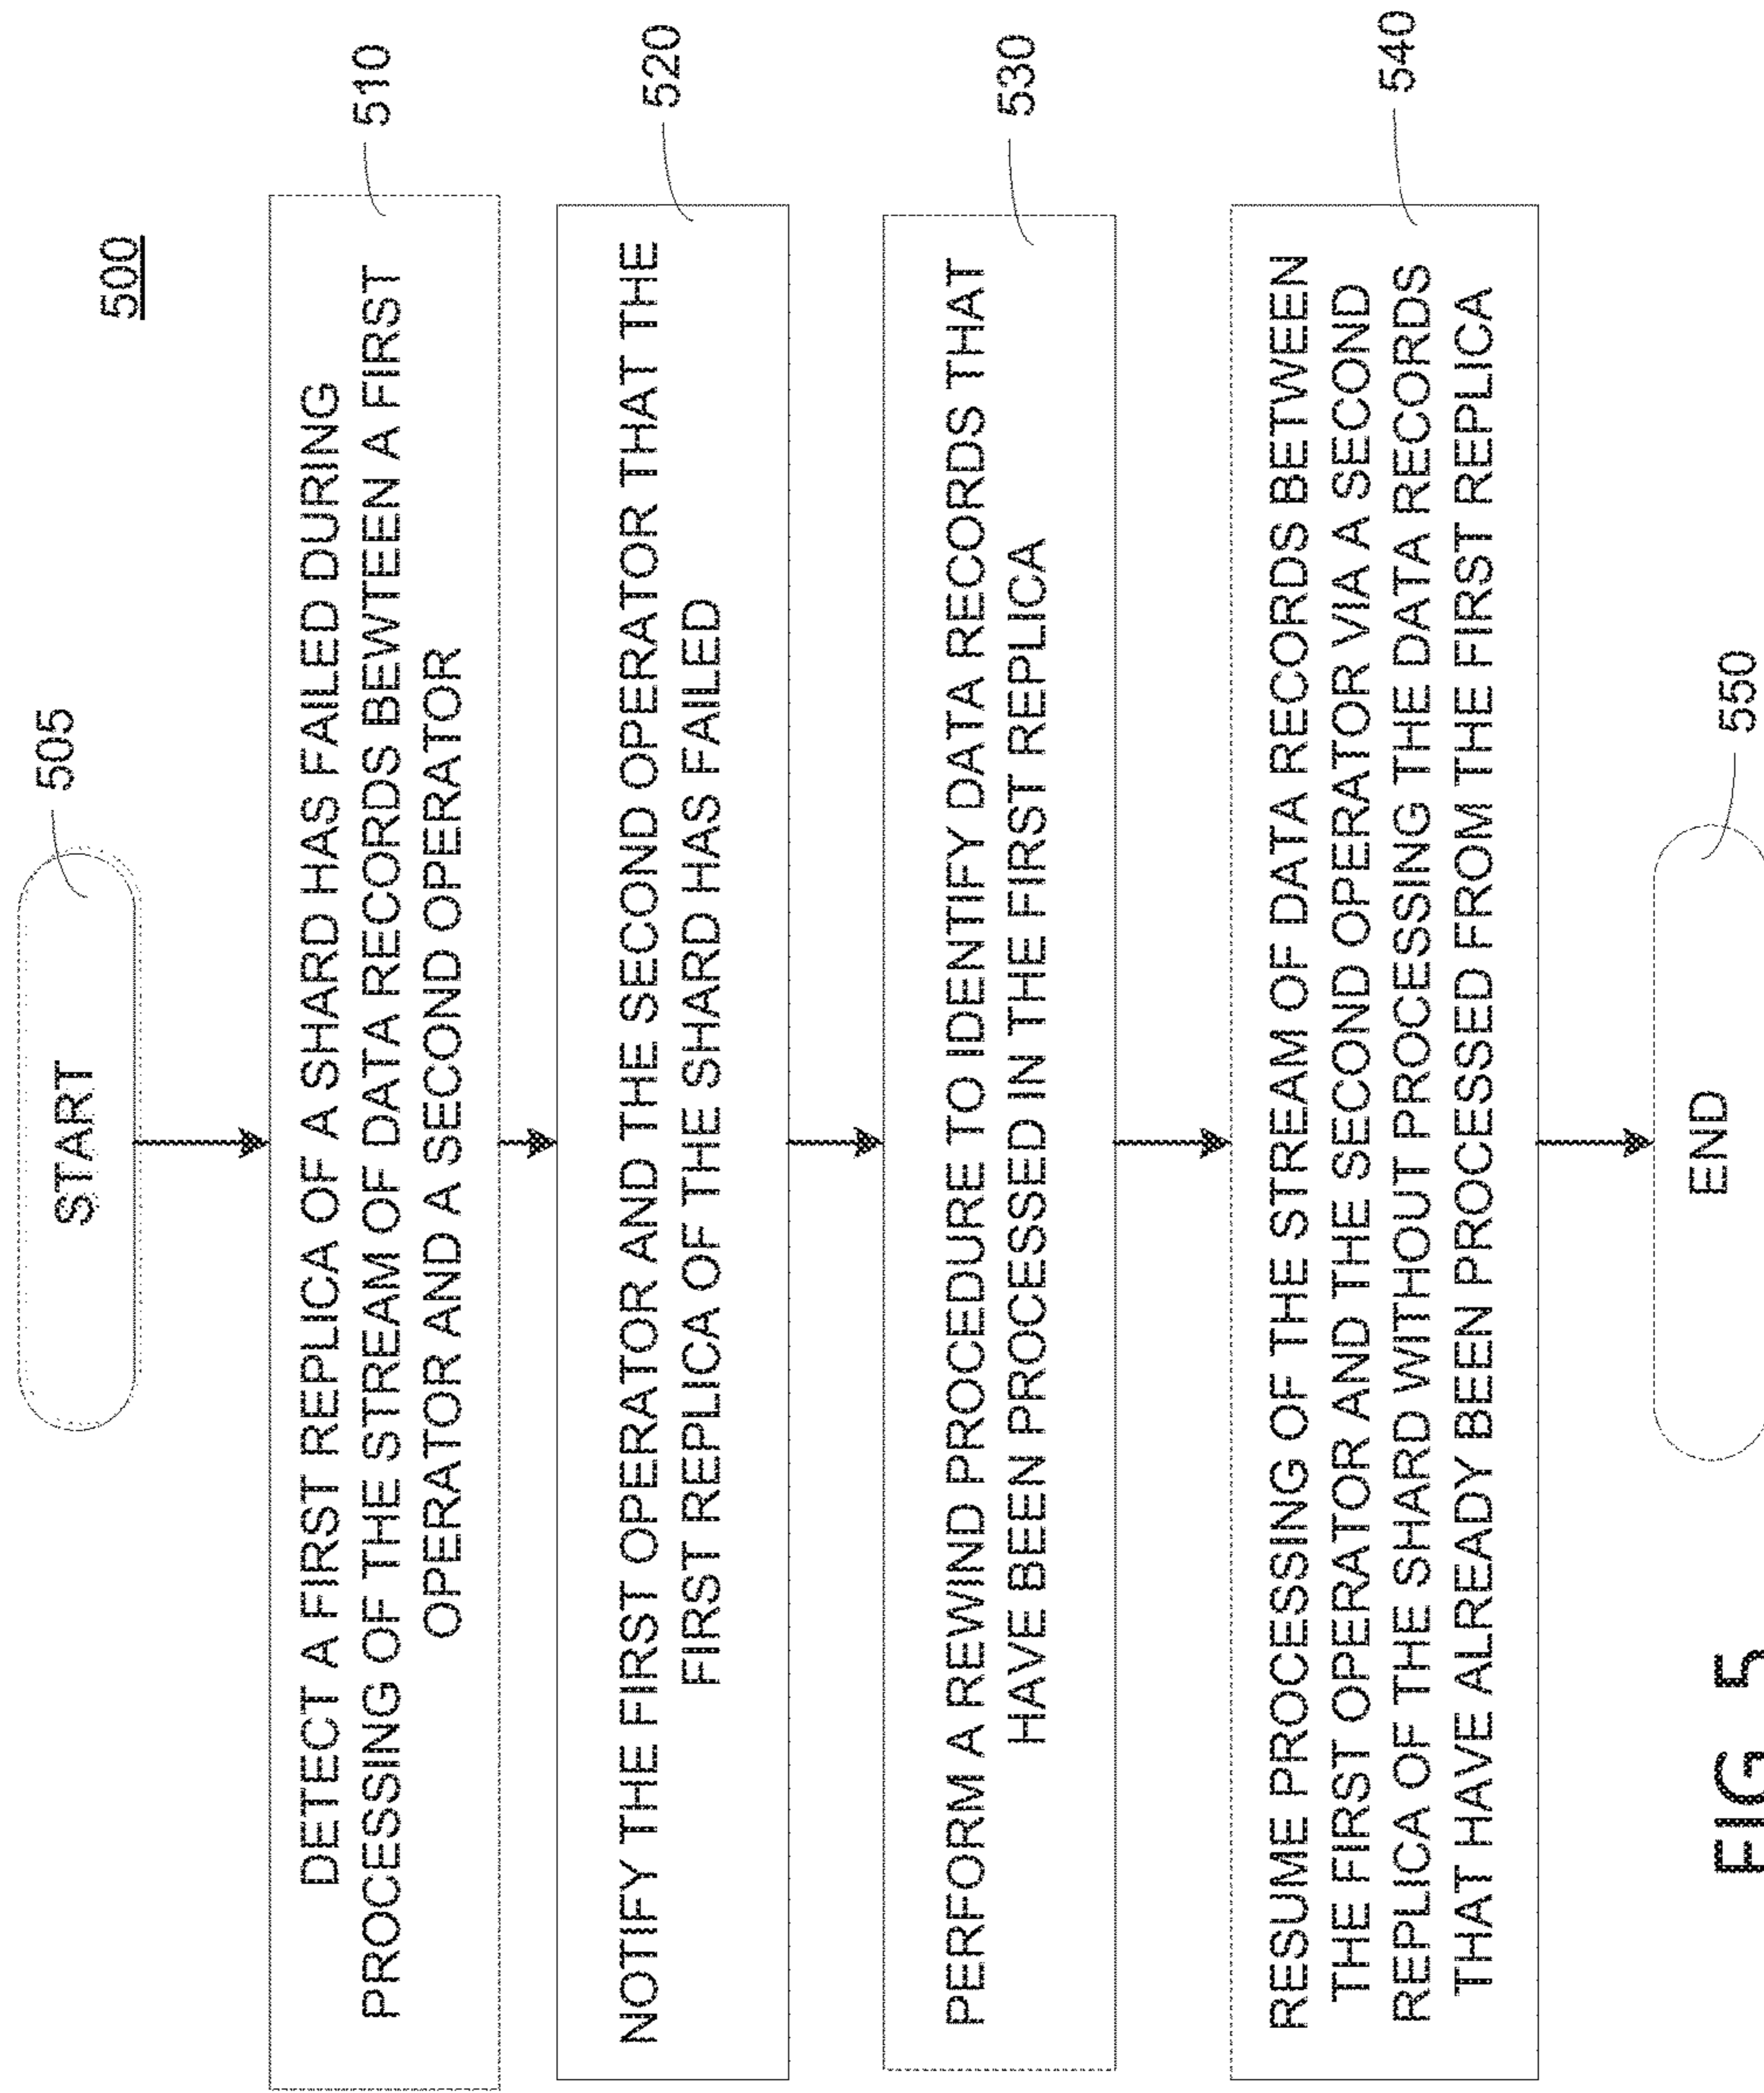 500
START
505
DETECT A FIRST REPLICA OF A SHARD HAS FAILED DURING
PROCESSING OF THE STREAM OF DATA RECORDS BEWTEEN A FIRST
OPERATOR AND A SECOND OPERATOR
510
NOTIFY THE FIRST OPERATOR AND THE SECOND OPERATOR THAT THE
FIRST REPLICA OF THE SHARD HAS FAILED
520
PERFORM A REWIND PROCEDURE TO IDENTIFY DATA RECORDS THAT
HAVE BEEN PROCESSED IN THE FIRST REPLICA
530
RESUME PROCESSING OF THE STREAM OF DATA RECORDS BETWEEN
THE FIRST OPERATOR AND THE SECOND OPERATOR VIA A SECOND
REPLICA OF THE SHARD WITHOUT PROCESSING THE DATA RECORDS
THAT HAVE ALREADY BEEN PROCESSED FROM THE FIRST REPLICA
540
END
550
FIG 5